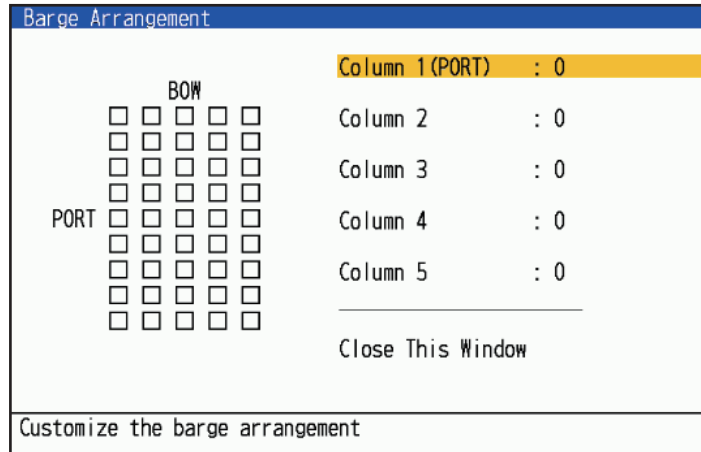 Barge Arrangement
BOW
PORT
Column 1(PORT) : 0
Column 2 : 0
Column 3 : 0
Column 4 : 0
Column 5 : 0
Close This Window
Customize the barge arrangement